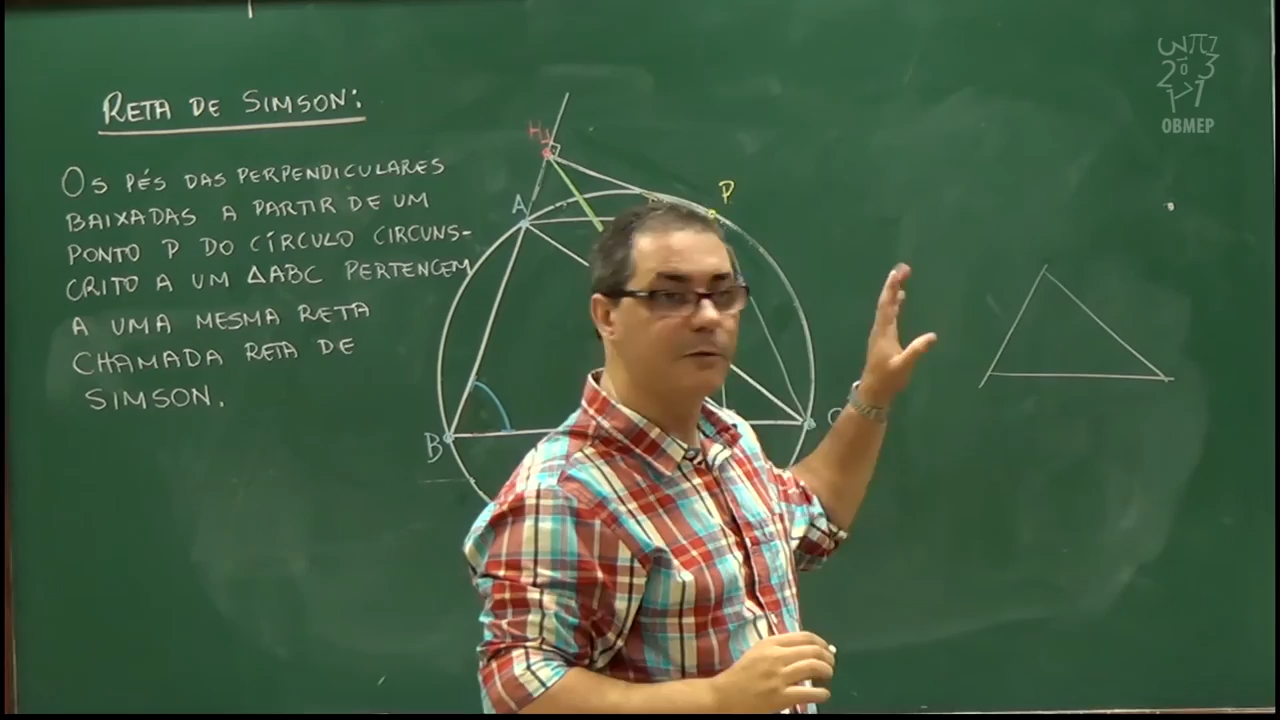 RETA DE SIMSON:
OS PÉS DAS PERPENDICULARES
BAIXADAS A PARTIR DE UM
PONTO P DO CÍRCULO CIRCUNS-
CRITO A UM ΔABC PERTENCEM
A UMA MESMA RETA
CHAMADA RETA DE
SIMSON.
A
P
B
OBMEP